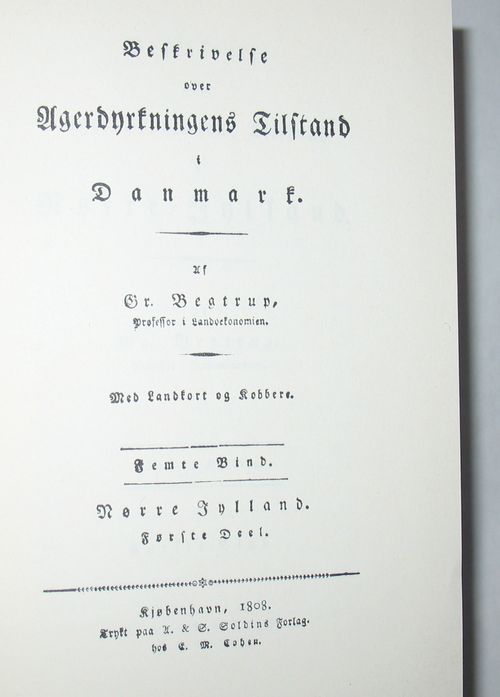 Beskrivelse
over
Agerdyrkningens Tilstand
i
Danmark.
Af
Gr. Begtrup,
Professor i Landoekonomien.
Med Landkort og Kobbere.
Femte Bind.
Nørre Jylland.
Første Deel.
Kjøbenhavn, 1808.
Trykt paa A. & S. Soldins Forlag.
hos E. M. Cohen.